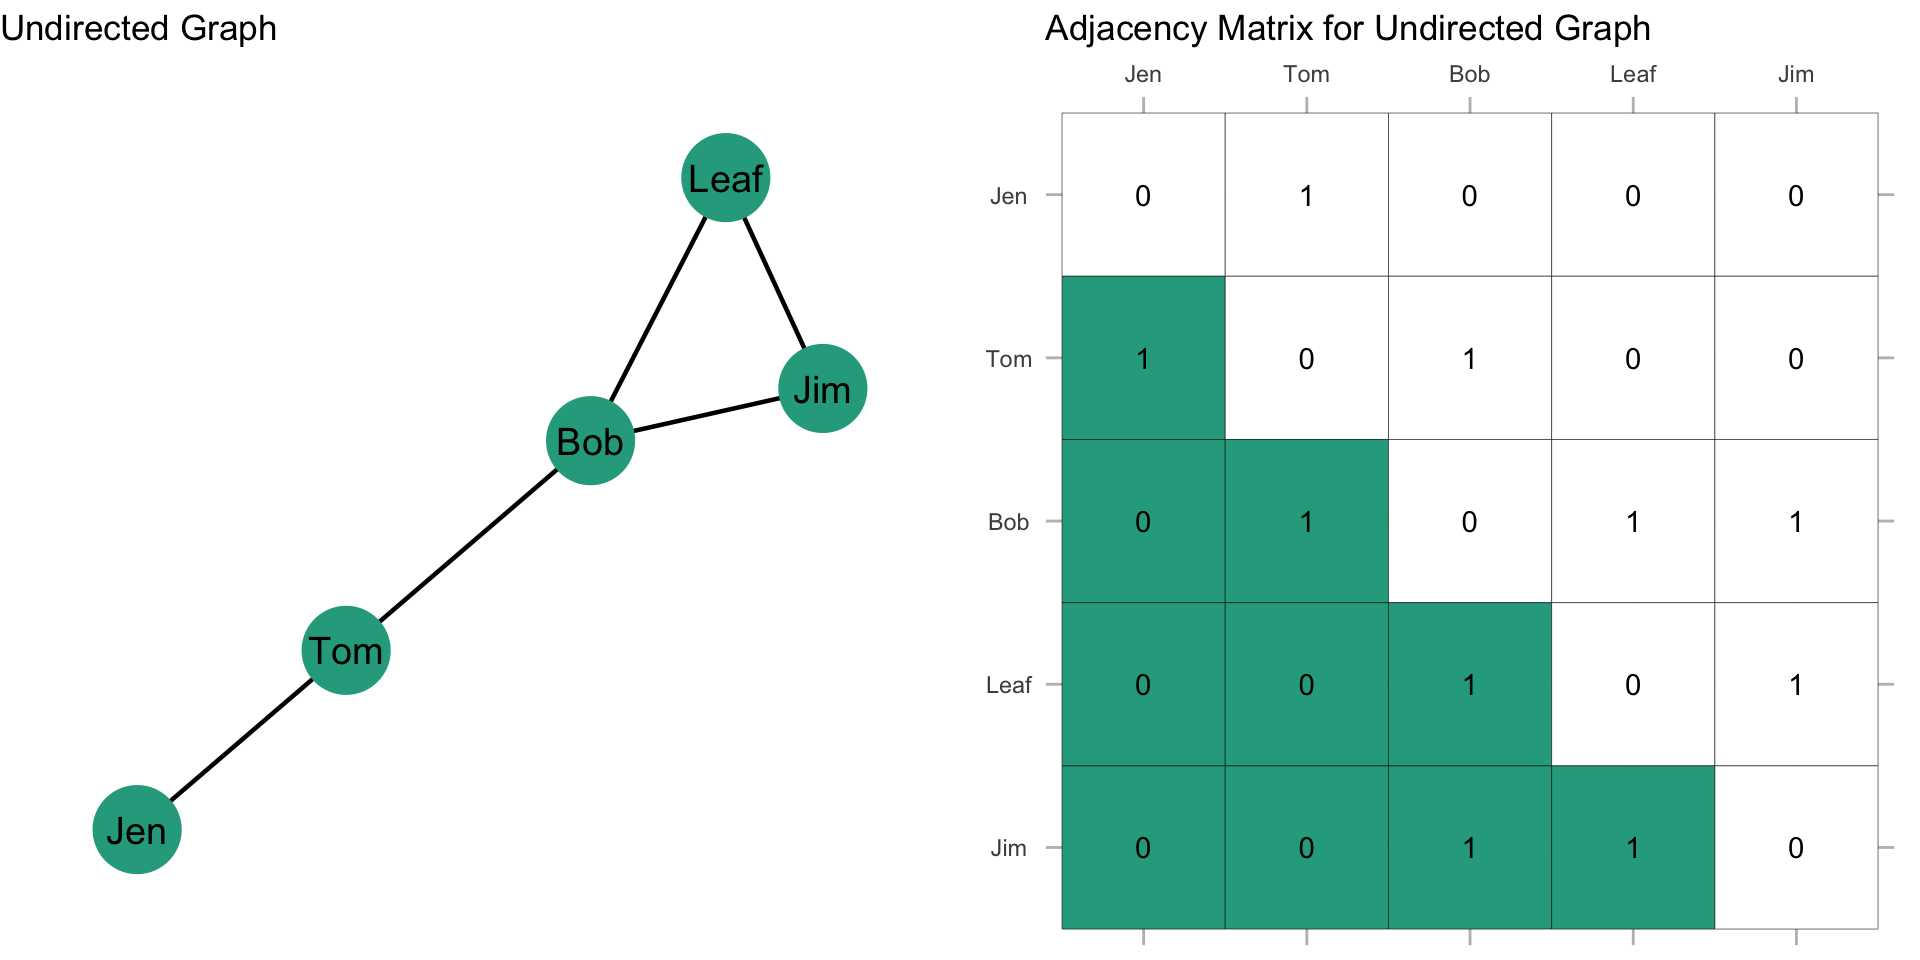 Undirected Graph
Leaf
Jim
Bob
Tom
Jen
Adjacency Matrix for Undirected Graph
Jen Tom Bob Leaf Jim
Jen 0 1 0 0 0
Tom 1 0 1 0 0
Bob 0 1 0 1 1
Leaf 0 0 1 0 1
Jim 0 0 1 1 0